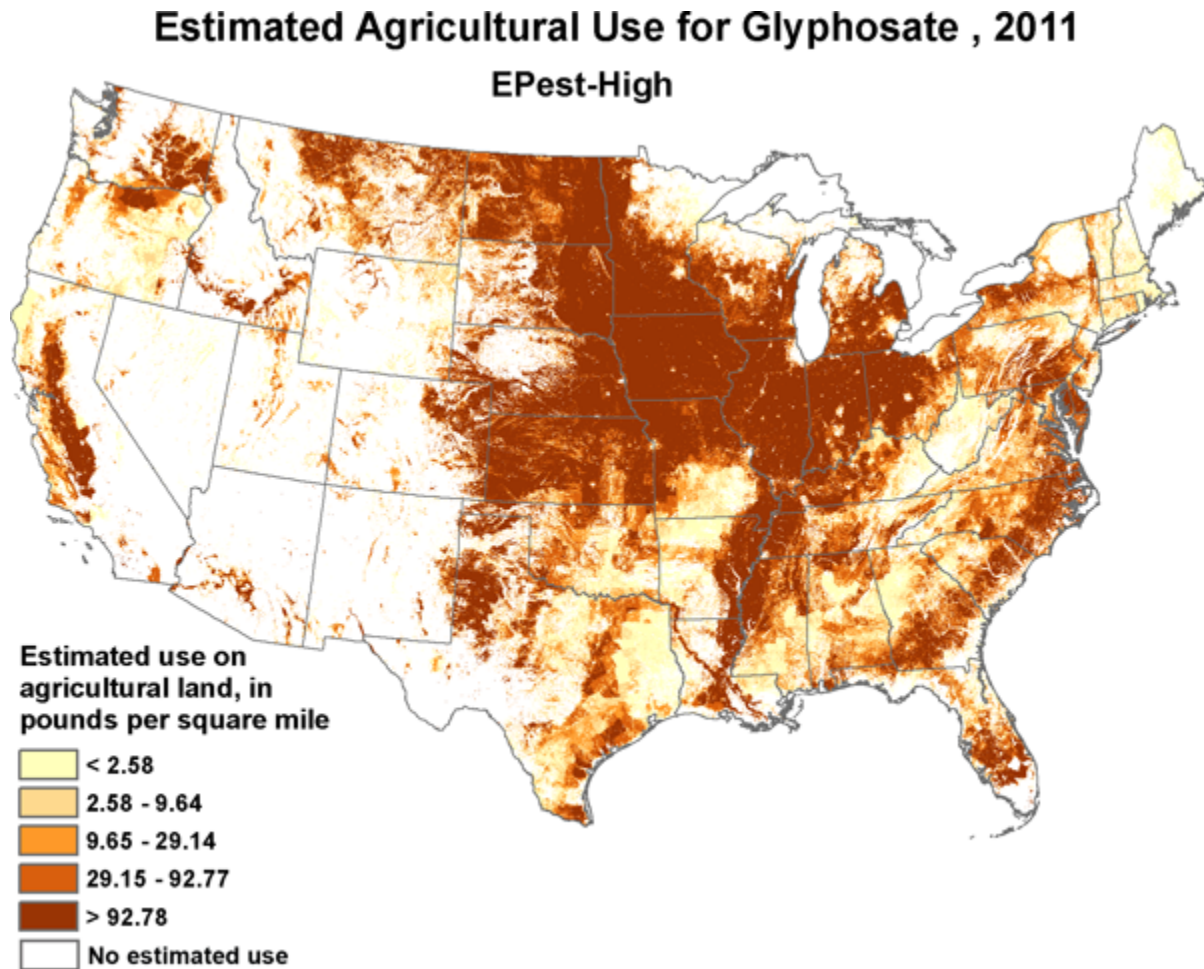 Estimated Agricultural Use for Glyphosate , 2011
EPest-High
Estimated use on
agricultural land, in
pounds per square mile
< 2.58
2.58 - 9.64
9.65 - 29.14
29.15 - 92.77
> 92.78
No estimated use